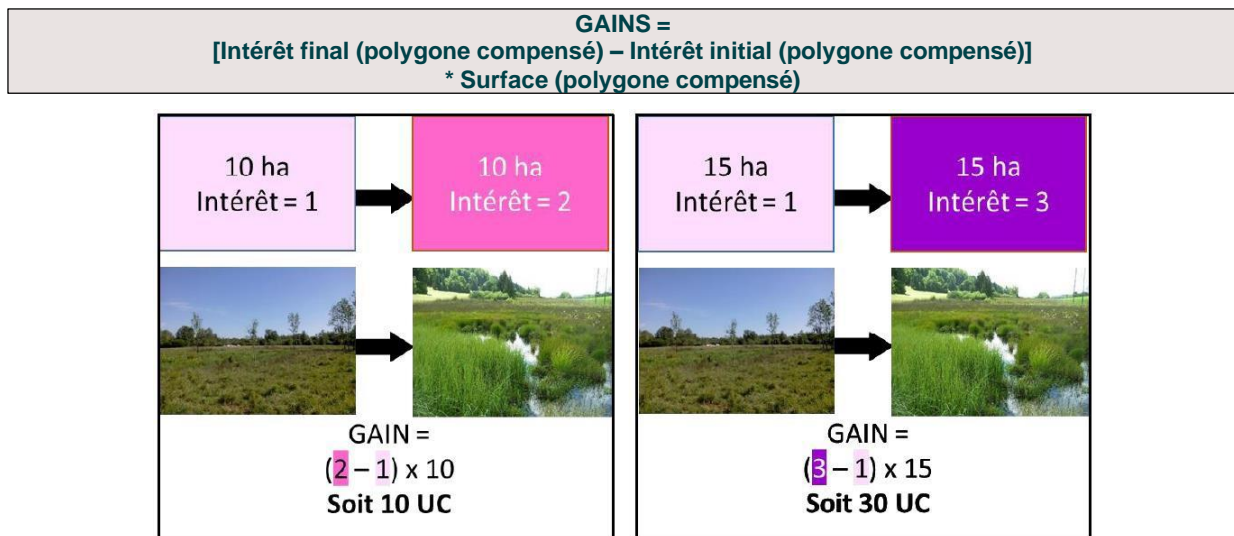 GAINS =
[Intérêt final (polygone compensé) – Intérêt initial (polygone compensé)]
* Surface (polygone compensé)
10 ha
Intérêt = 1
10 ha
Intérêt = 2
GAIN =
(2 – 1) x 10
Soit 10 UC
15 ha
Intérêt = 1
15 ha
Intérêt = 3
GAIN =
(3 – 1) x 15
Soit 30 UC